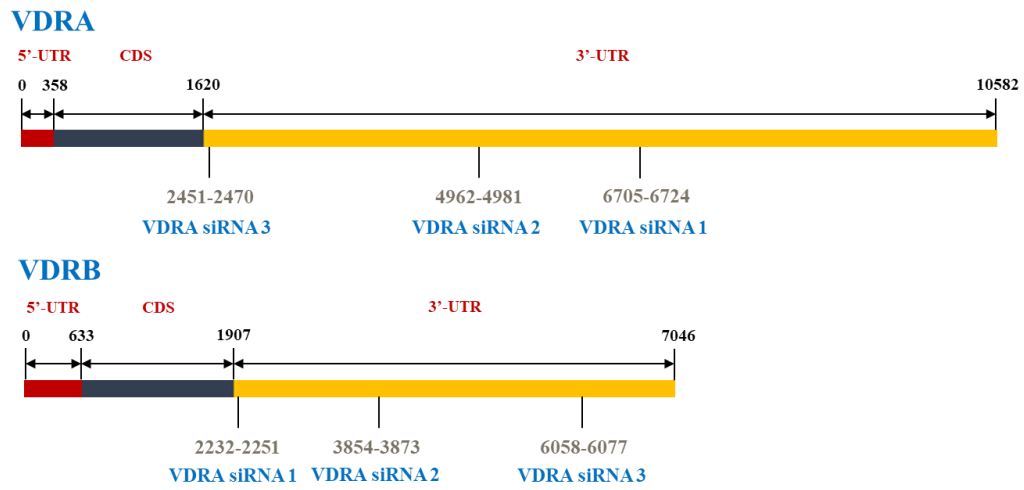 VDRA
5’-UTR CDS 3’-UTR
0 358 1620 10582
2451-2470 4962-4981 6705-6724
VDRA siRNA 3 VDRA siRNA 2 VDRA siRNA 1
VDRB
5’-UTR CDS 3’-UTR
0 633 1907 7046
2232-2251 3854-3873 6058-6077
VDRA siRNA 1 VDRA siRNA 2 VDRA siRNA 3